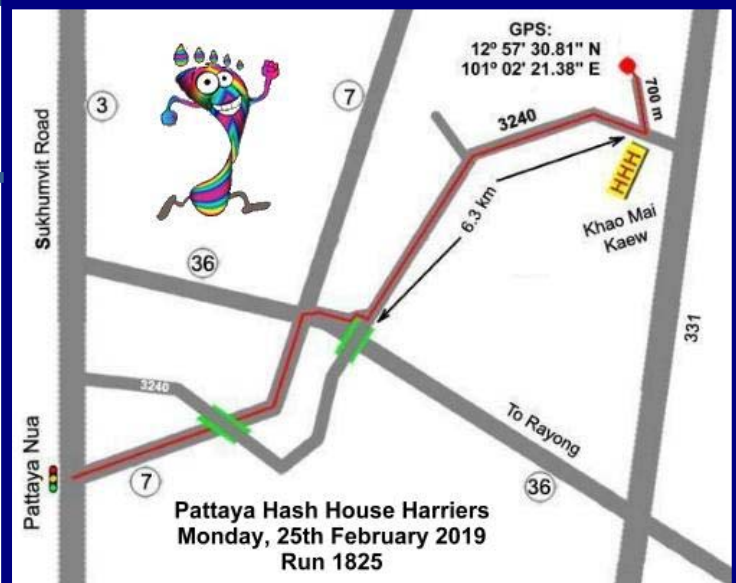 GPS:
12º 57' 30.81" N
101º 02' 21.38" E
700 m
3
7
3240
Sukhumvit Road
HHH
6.3 km
Khao Mai
Kaew
36
331
3240
To Rayong
Pattaya Nua
7
36
Pattaya Hash House Harriers
Monday, 25th February 2019
Run 1825